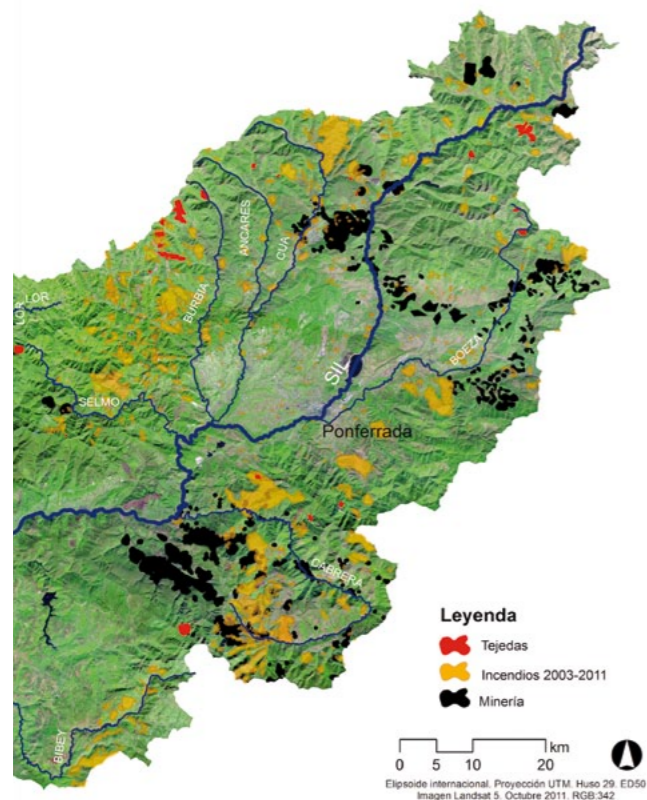 ANCARES
CUA
BURBIA
LOR
LOR
SIL
BOEZA
SELMO
Ponferrada
CABRERA
BIBEY
Leyenda
Tejedas
Incendios 2003-2011
Minería
km
0 5 10 20
Elipsoide internacional. Proyección UTM. Huso 29. ED50
Imagen Landsat 5. Octubre 2011. RGB:342